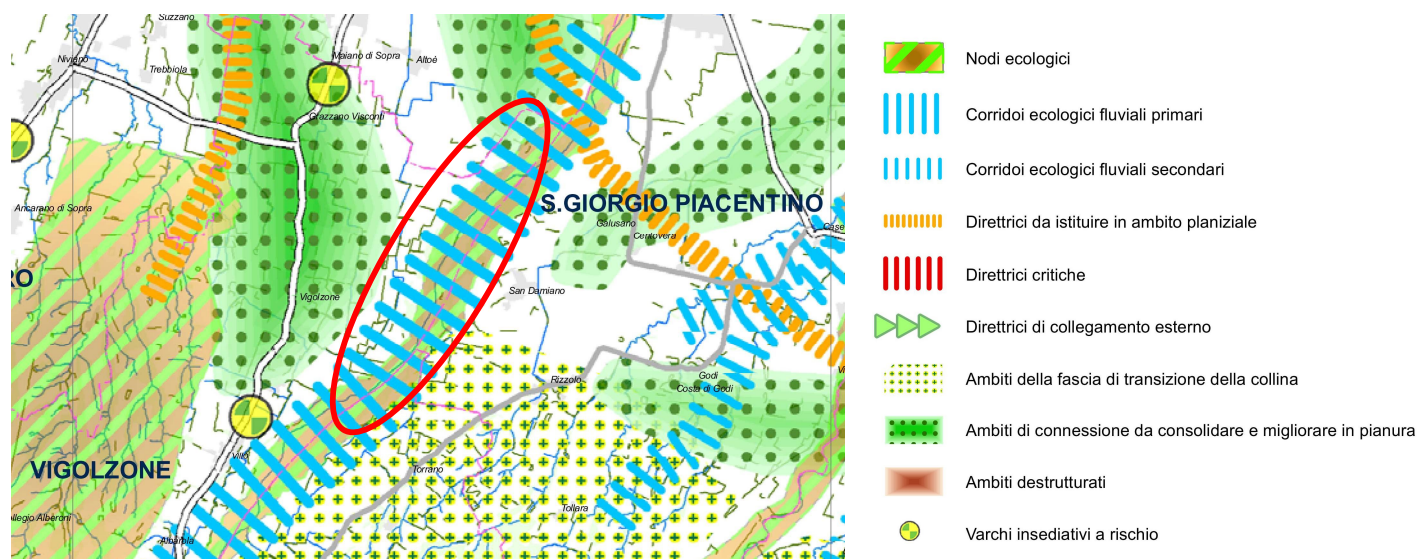 Suzzano
Niviano
Trebbiola
Maiano di Sopra
Altoè
Grazzano Visconti
Ancarano di Sopra
S.GIORGIO PIACENTINO
Galusano
Centovera
Case
RO
Vigolzone
San Damiano
Rizzolo
Godi
Costa di Godi
Villò
VIGOLZONE
Torrano
Tollara
llegio Alberoni
Albarola
Nodi ecologici
Corridoi ecologici fluviali primari
Corridoi ecologici fluviali secondari
Direttrici da istituire in ambito planiziale
Direttrici critiche
Direttrici di collegamento esterno
Ambiti della fascia di transizione della collina
Ambiti di connessione da consolidare e migliorare in pianura
Ambiti destrutturati
Varchi insediativi a rischio